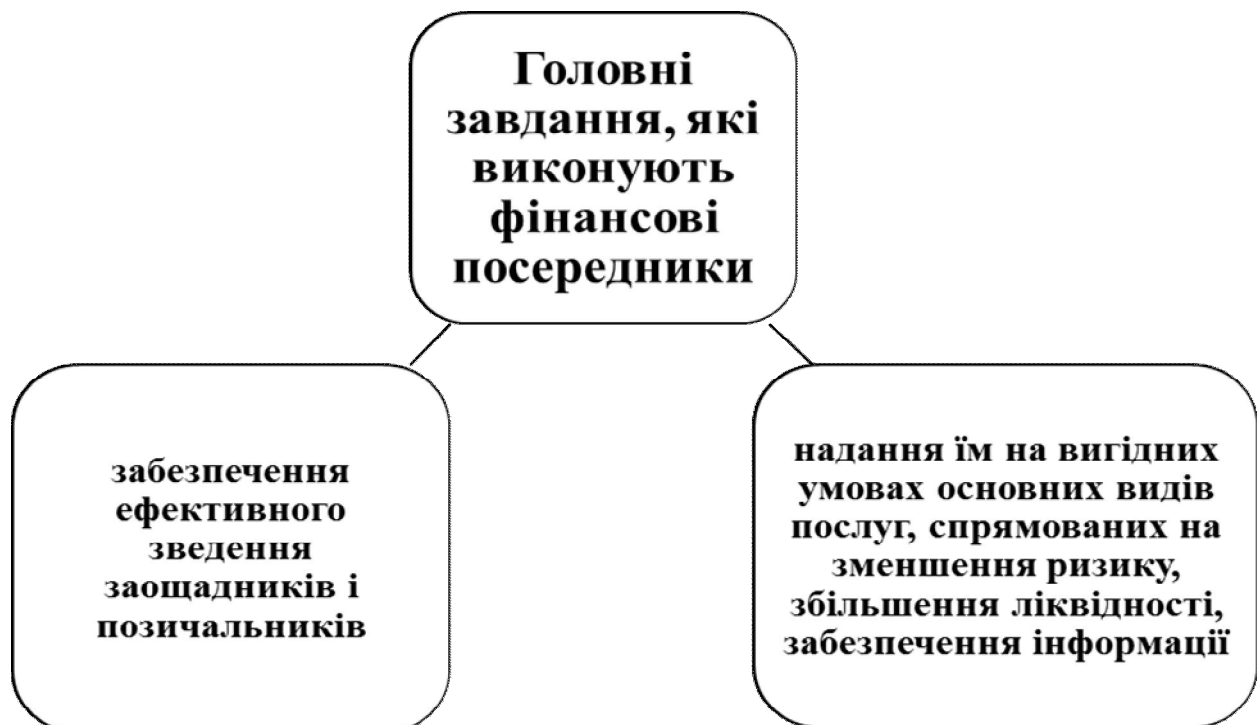 Головні
завдання, які
виконують
фінансові
посередники
забезпечення
ефективного
зведення
заощадників і
позичальників
надання їм на вигідних
умовах основних видів
послуг, спрямованих на
зменшення ризику,
збільшення ліквідності,
забезпечення інформації